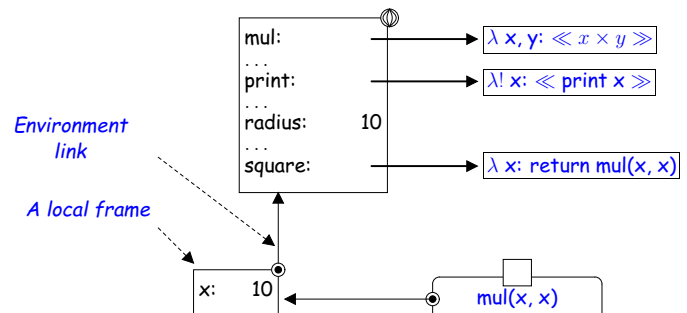 mul:
λ x, y: ≪ x × y ≫
...
print:
λ! x: ≪ print x ≫
...
radius: 10
...
square:
λ x: return mul(x, x)
Environment
link
A local frame
x: 10
mul(x, x)